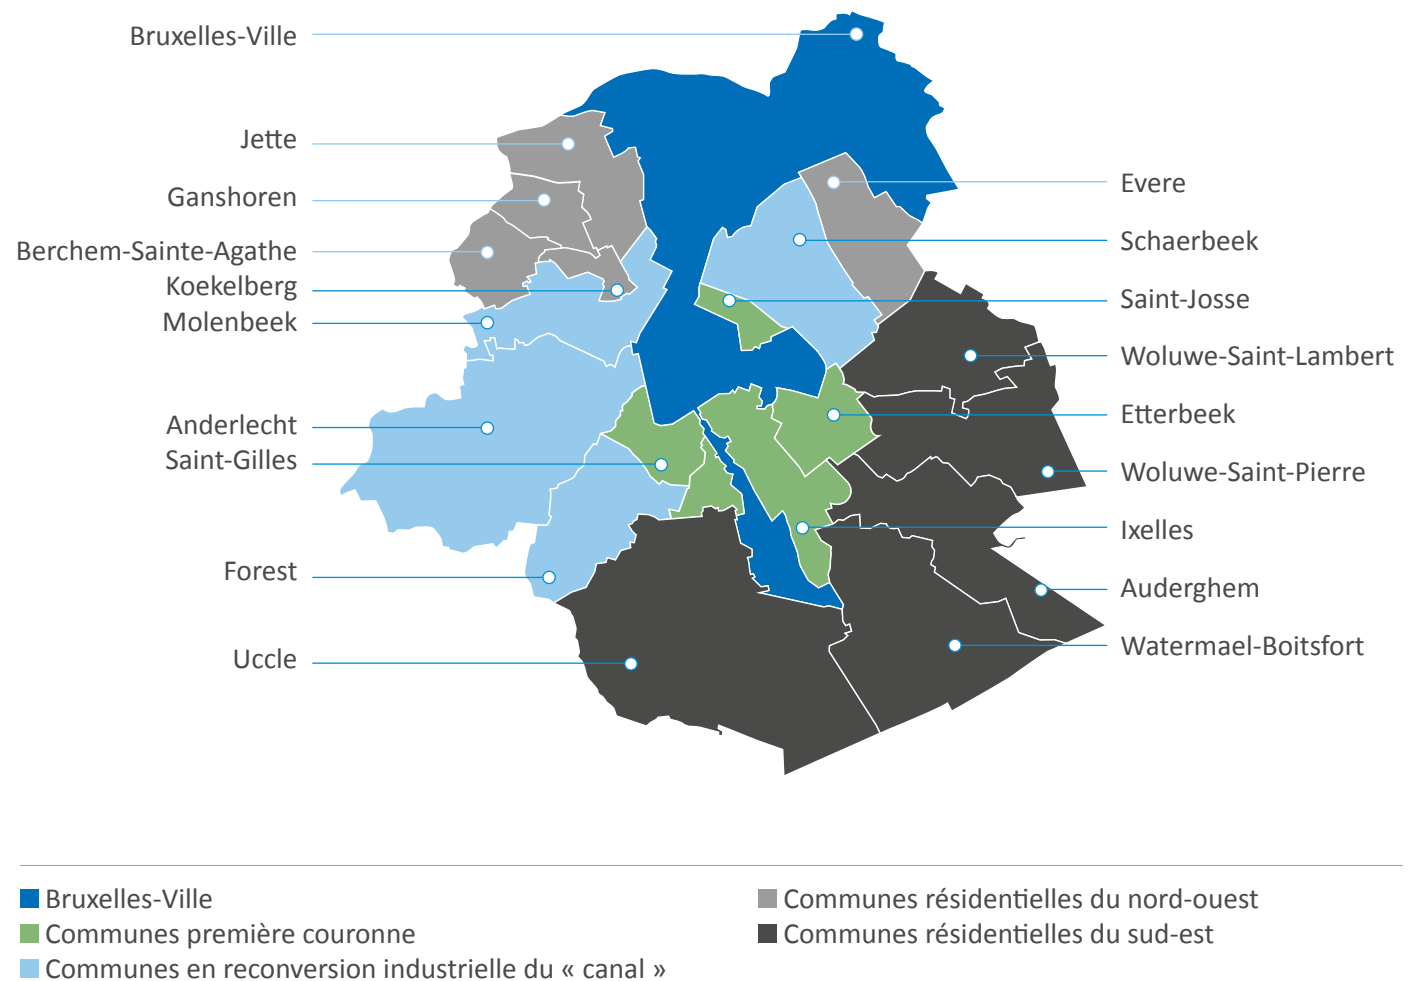 Bruxelles-Ville
Jette
Ganshoren
Berchem-Sainte-Agathe
Koekelberg
Molenbeek
Anderlecht
Saint-Gilles
Forest
Uccle
Evere
Schaerbeek
Saint-Josse
Woluwe-Saint-Lambert
Etterbeek
Woluwe-Saint-Pierre
Ixelles
Auderghem
Watermael-Boitsfort
Bruxelles-Ville
Communes première couronne
Communes en reconversion industrielle du « canal »
Communes résidentielles du nord-ouest
Communes résidentielles du sud-est